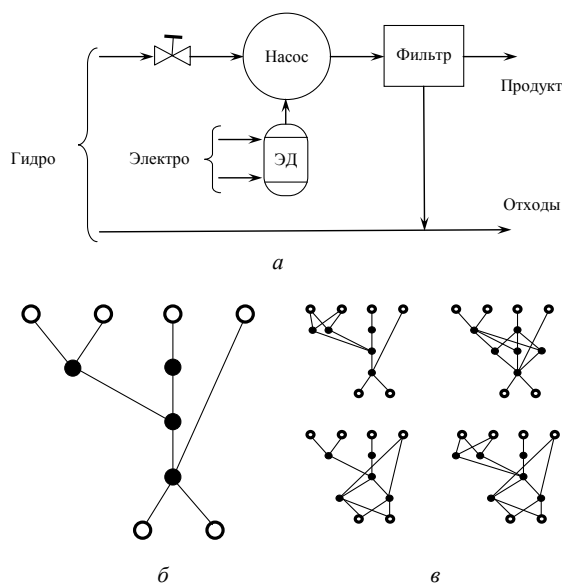 Насос
Фильтр
Продукт
Гидро
Электро
ЭД
Отходы
а
б
в